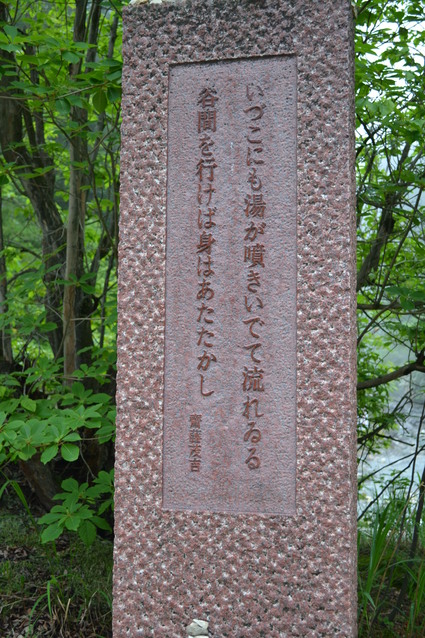 いづこにも湯が噴きいでて流れゐる
谷間を行けば身はあたたかし
齋藤茂吉